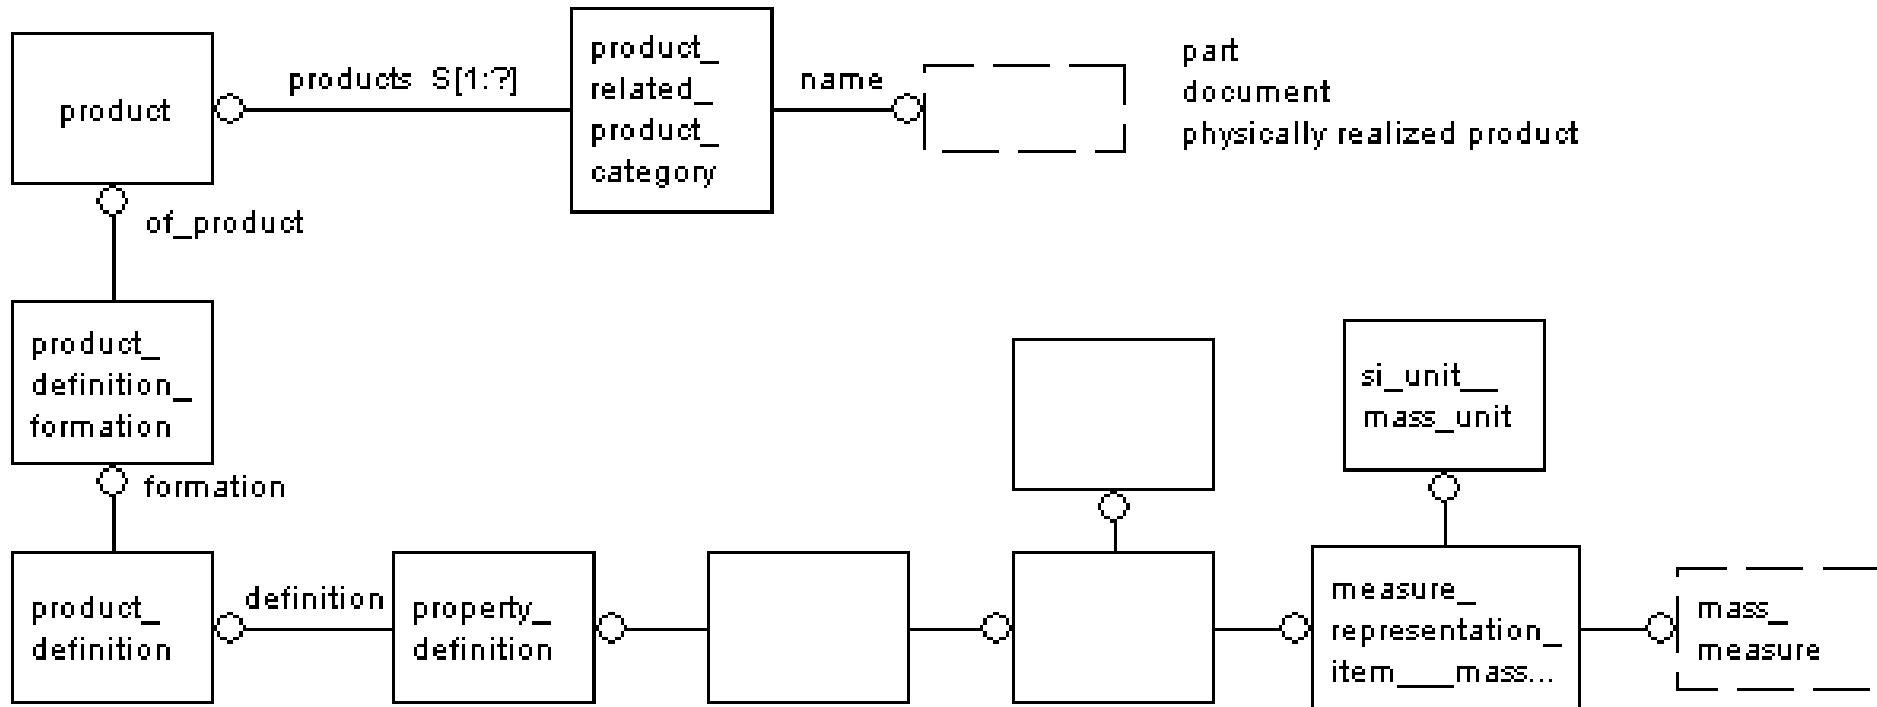 product
products S[1:?]
product_
related_
product_
category
name
part
document
physically realized product
of_product
product_
definition_
formation
formation
si_unit__
mass_unit
product_
definition
definition
property_
definition
measure_
representation_
item___mass...
mass_
measure